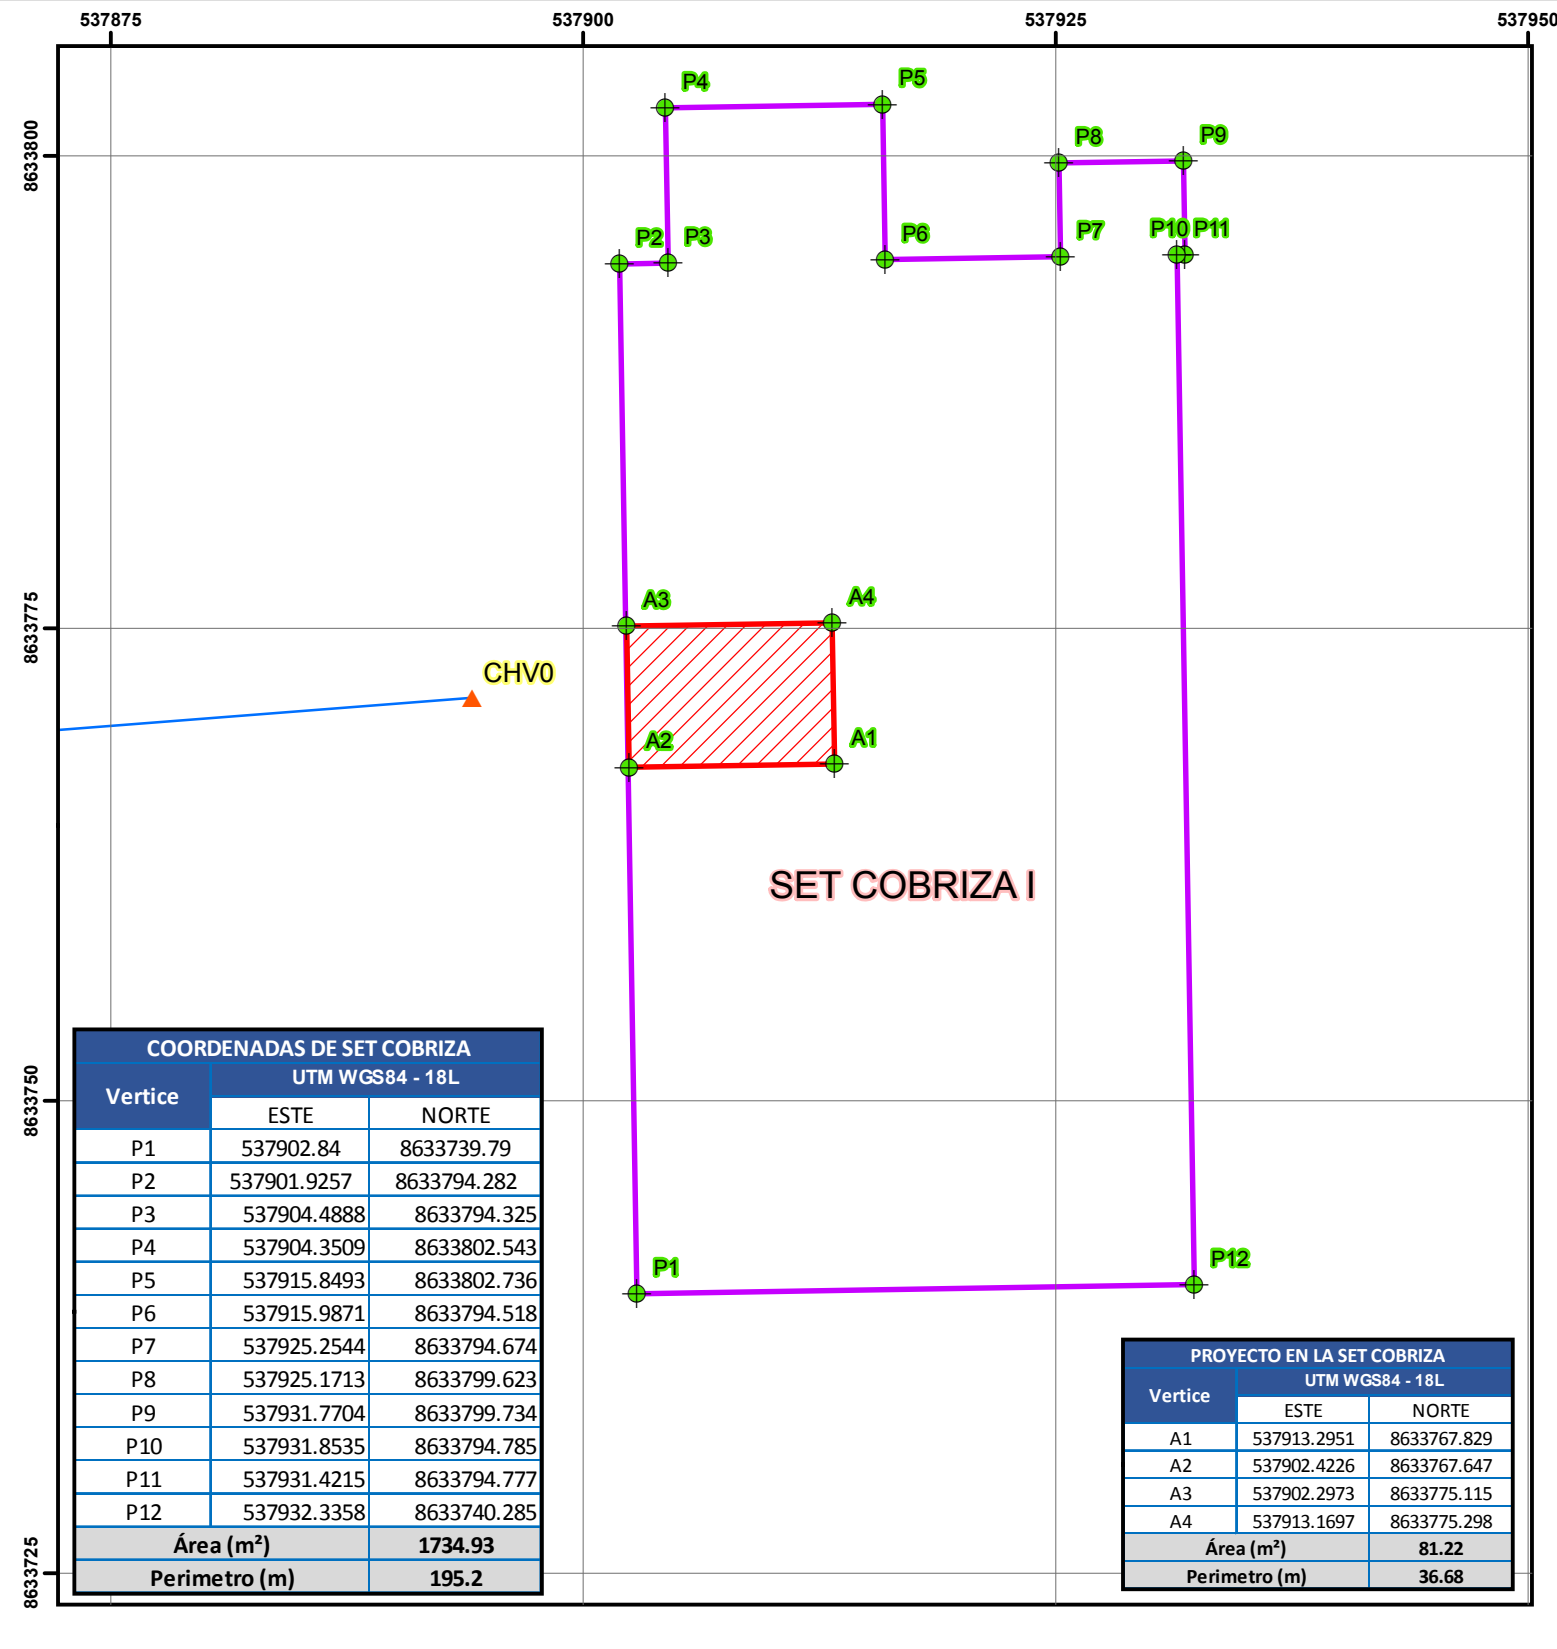 537875 537900 537925 537950
8633800
8633775
8633750
8633725
P4
P5
P8
P9
P2
P3
P6
P7
P10
P11
A3
A4
CHV0
A2
A1
SET COBRIZA I
P1
P12
COORDENADAS DE SET COBRIZA
Vertice
UTM WGS84 - 18L
ESTE NORTE
P1 537902.84 8633739.79
P2 537901.9257 8633794.282
P3 537904.4888 8633794.325
P4 537904.3509 8633802.543
P5 537915.8493 8633802.736
P6 537915.9871 8633794.518
P7 537925.2544 8633794.674
P8 537925.1713 8633799.623
P9 537931.7704 8633799.734
P10 537931.8535 8633794.785
P11 537931.4215 8633794.777
P12 537932.3358 8633740.285
Área (m²) 1734.93
Perimetro (m) 195.2
PROYECTO EN LA SET COBRIZA
Vertice
UTM WGS84 - 18L
ESTE NORTE
A1 537913.2951 8633767.829
A2 537902.4226 8633767.647
A3 537902.2973 8633775.115
A4 537913.1697 8633775.298
Área (m²) 81.22
Perimetro (m) 36.68